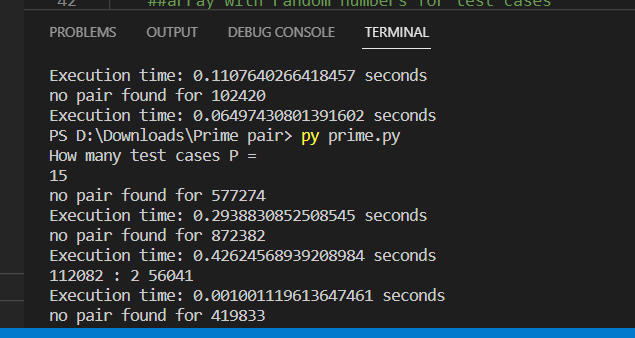 42 ##array with random numbers for test cases
PROBLEMS OUTPUT DEBUG CONSOLE TERMINAL
Execution time: 0.1107640266418457 seconds
no pair found for 102420
Execution time: 0.06497430801391602 seconds
PS D:\Downloads\Prime pair> py prime.py
How many test cases P =
15
no pair found for 577274
Execution time: 0.2938830852508545 seconds
no pair found for 872382
Execution time: 0.42624568939208984 seconds
112082 : 2 56041
Execution time: 0.001001119613647461 seconds
no pair found for 419833